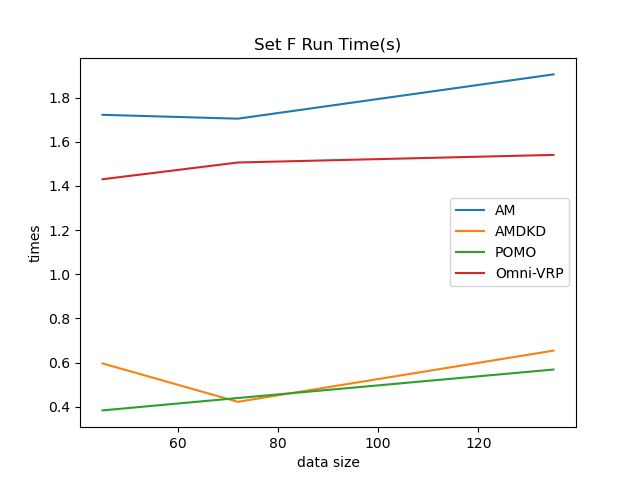 Set F Run Time(s)
times
1.8
1.6
1.4
1.2
1.0
0.8
0.6
0.4
AM
AMDKD
POMO
Omni-VRP
60 80 100 120
data size